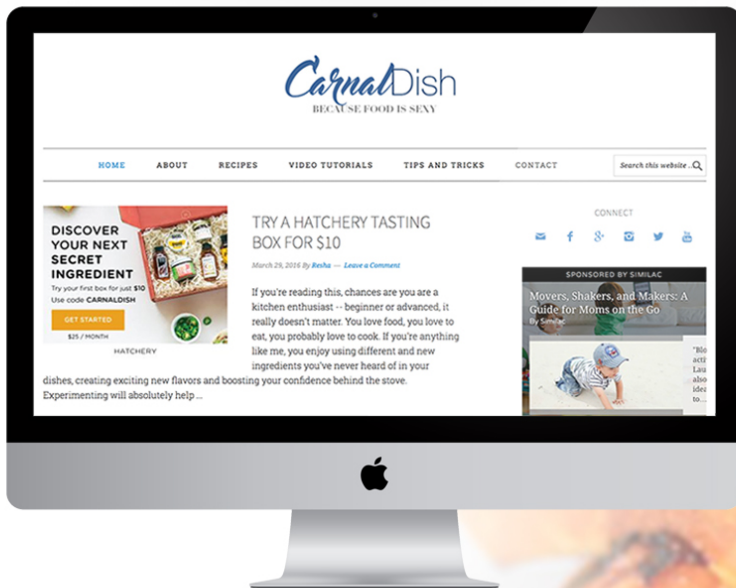 CarnalDish
BECAUSE FOOD IS SEXY
HOME ABOUT RECIPES VIDEO TUTORIALS TIPS AND TRICKS CONTACT Search this website ..
DISCOVER
YOUR NEXT
SECRET
INGREDIENT
Try your first box for just $10
Use code CARNALDISH
GET STARTED
$25 / MONTH
HATCHERY
TRY A HATCHERY TASTING
BOX FOR $10
March 29, 2016 By Resha — Leave a Comment
If you're reading this, chances are you are a
kitchen enthusiast -- beginner or advanced, it
really doesn't matter. You love food, you love to
eat, you probably love to cook. If you're anything
like me, you enjoy using different and new
ingredients you've never heard of in your
dishes, creating exciting new flavors and boosting your confidence behind the stove.
Experimenting will absolutely help ...
CONNECT
SPONSORED BY SIMILAC
Movers, Shakers, and Makers: A
Guide for Moms on the Go
By Similac
"Blo
acti
Lau
also
idea
to...